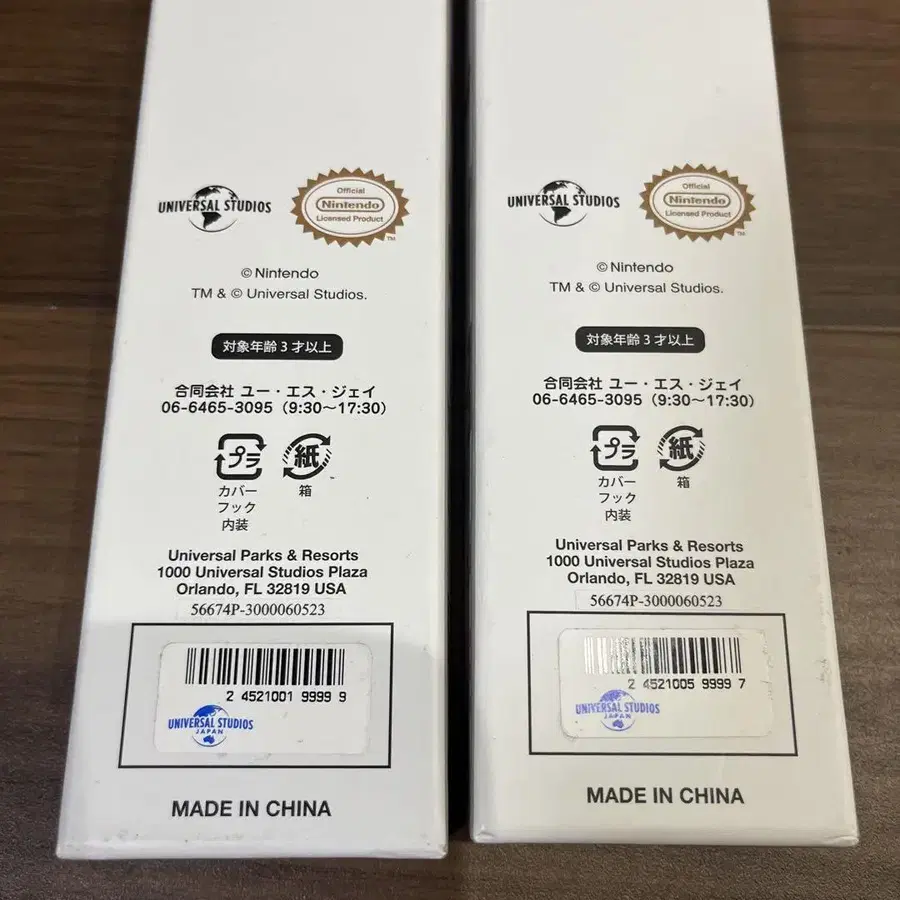 UNIVERSAL STUDIOS
Official
Nintendo
Licensed Product
TM
©Nintendo
TM & © Universal Studios.
対象年齢3才以上
合同会社 ユー・エス・ジェイ
06-6465-3095（9:30〜17:30）
プラ
紙
カバー
フック
内装
箱
Universal Parks & Resorts
1000 Universal Studios Plaza
Orlando, FL 32819 USA
56674P-3000060523
2 4521001 9999 9
UNIVERSAL STUDIOS
JAPAN
MADE IN CHINA
UNIVERSAL STUDIOS
Official
Nintendo
Licensed Product
TM
©Nintendo
TM & © Universal Studios.
対象年齢3才以上
合同会社 ユー・エス・ジェイ
06-6465-3095（9:30〜17:30）
プラ
紙
カバー
フック
内装
箱
Universal Parks & Resorts
1000 Universal Studios Plaza
Orlando, FL 32819 USA
56674P-3000060523
2 4521005 9999 7
UNIVERSAL STUDIOS
JAPAN
MADE IN CHINA